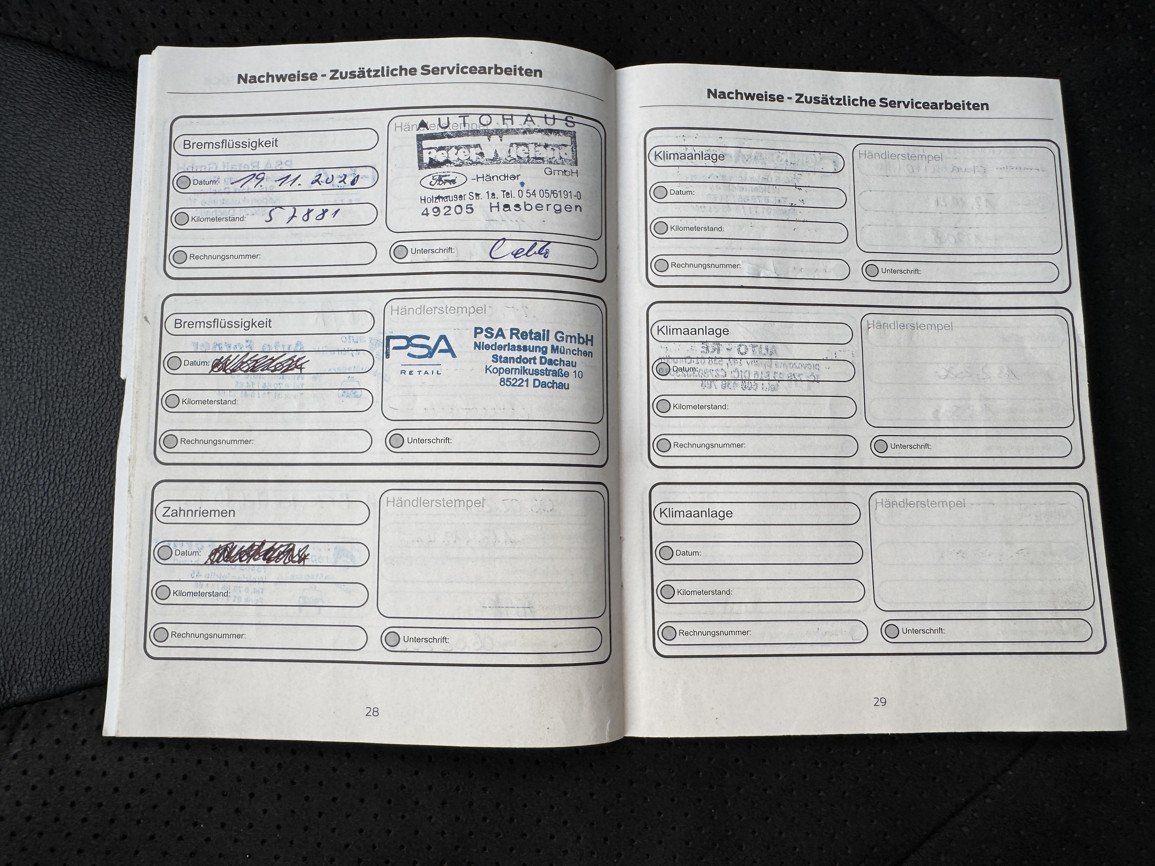 Nachweise - Zusätzliche Servicearbeiten
Bremsflüssigkeit
Datum: 19.11.2020
Kilometerstand: 57881
Rechnungsnummer:
Händlerstempel
AUTOHAUS
Peter Wieland
GmbH
Ford -Händler
Holzhauser Str. 1a. Tel. 0 54 05/6191-0
49205 Hasbergen
Unterschrift:
Bremsflüssigkeit
Datum:
Kilometerstand:
Rechnungsnummer:
Händlerstempel
PSA
RETAIL
PSA Retail GmbH
Niederlassung München
Standort Dachau
Kopernikusstraße 10
85221 Dachau
Unterschrift:
Zahnriemen
Datum:
Kilometerstand:
Rechnungsnummer:
Händlerstempel
Unterschrift:
28
Nachweise - Zusätzliche Servicearbeiten
Klimaanlage
Datum:
Kilometerstand:
Rechnungsnummer:
Händlerstempel
Unterschrift:
Klimaanlage
Datum:
Kilometerstand:
Rechnungsnummer:
Händlerstempel
Unterschrift:
Klimaanlage
Datum:
Kilometerstand:
Rechnungsnummer:
Händlerstempel
Unterschrift:
29